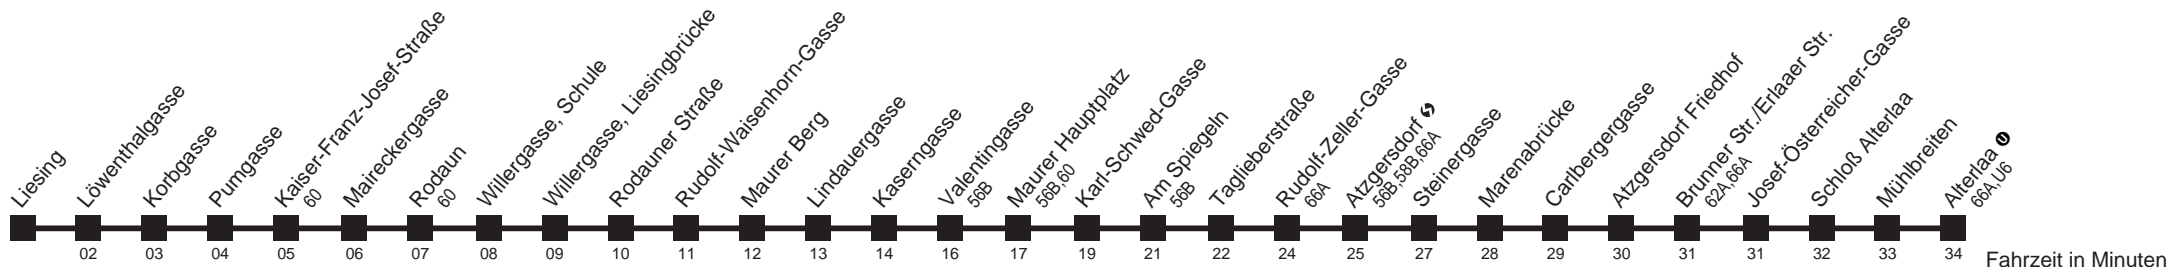 Liesing
Löwenthalgasse
Korbgasse
Pumgasse
Kaiser-Franz-Josef-Straße
60
Maireckergasse
Rodaun
60
Willergasse, Schule
Willergasse, Liesingbrücke
Rodauner Straße
Rudolf-Waisenhorn-Gasse
Maurer Berg
Lindauergasse
Kaserngasse
Valentingasse
56B
Maurer Hauptplatz
56B,60
Karl-Schwed-Gasse
Am Spiegeln
56B
Taglieberstraße
Rudolf-Zeller-Gasse
66A
Atzgersdorf S
56B,58B,66A
Steinergasse
Marenabrücke
Carlbergergasse
Atzgersdorf Friedhof
Brunner Str./Erlaaer Str.
62A,66A
Josef-Österreicher-Gasse
Schloß Alterlaa
Mühlbreiten
Alterlaa U
66A,U6
02 03 04 05 06 07 08 09 10 11 12 13 14 16 17 19 21 22 24 25 27 28 29 30 31 31 32 33 34
Fahrzeit in Minuten